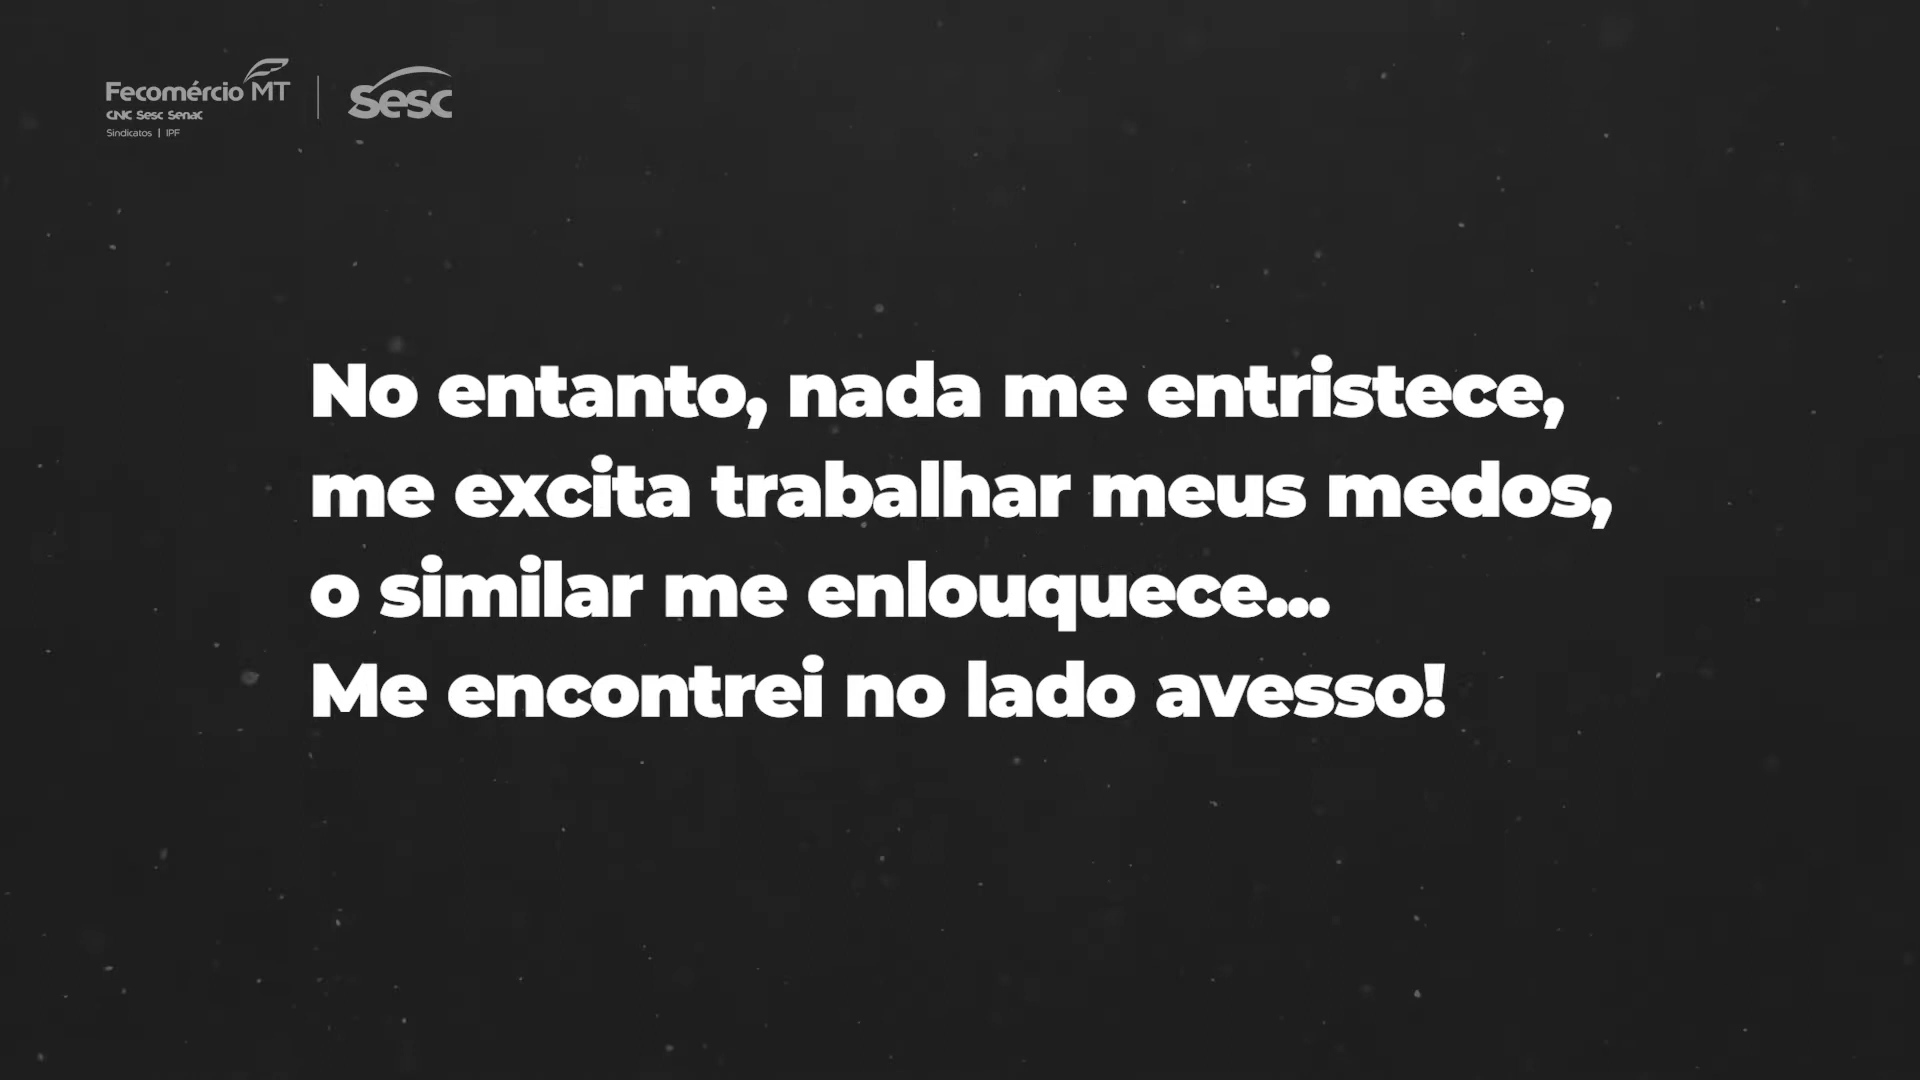 Fecomércio MT
CNC Sesc Senac
Sindicatos | IPF
Sesc
No entanto, nada me entristece,
me excita trabalhar meus medos,
o similar me enlouquece...
Me encontrei no lado avesso!